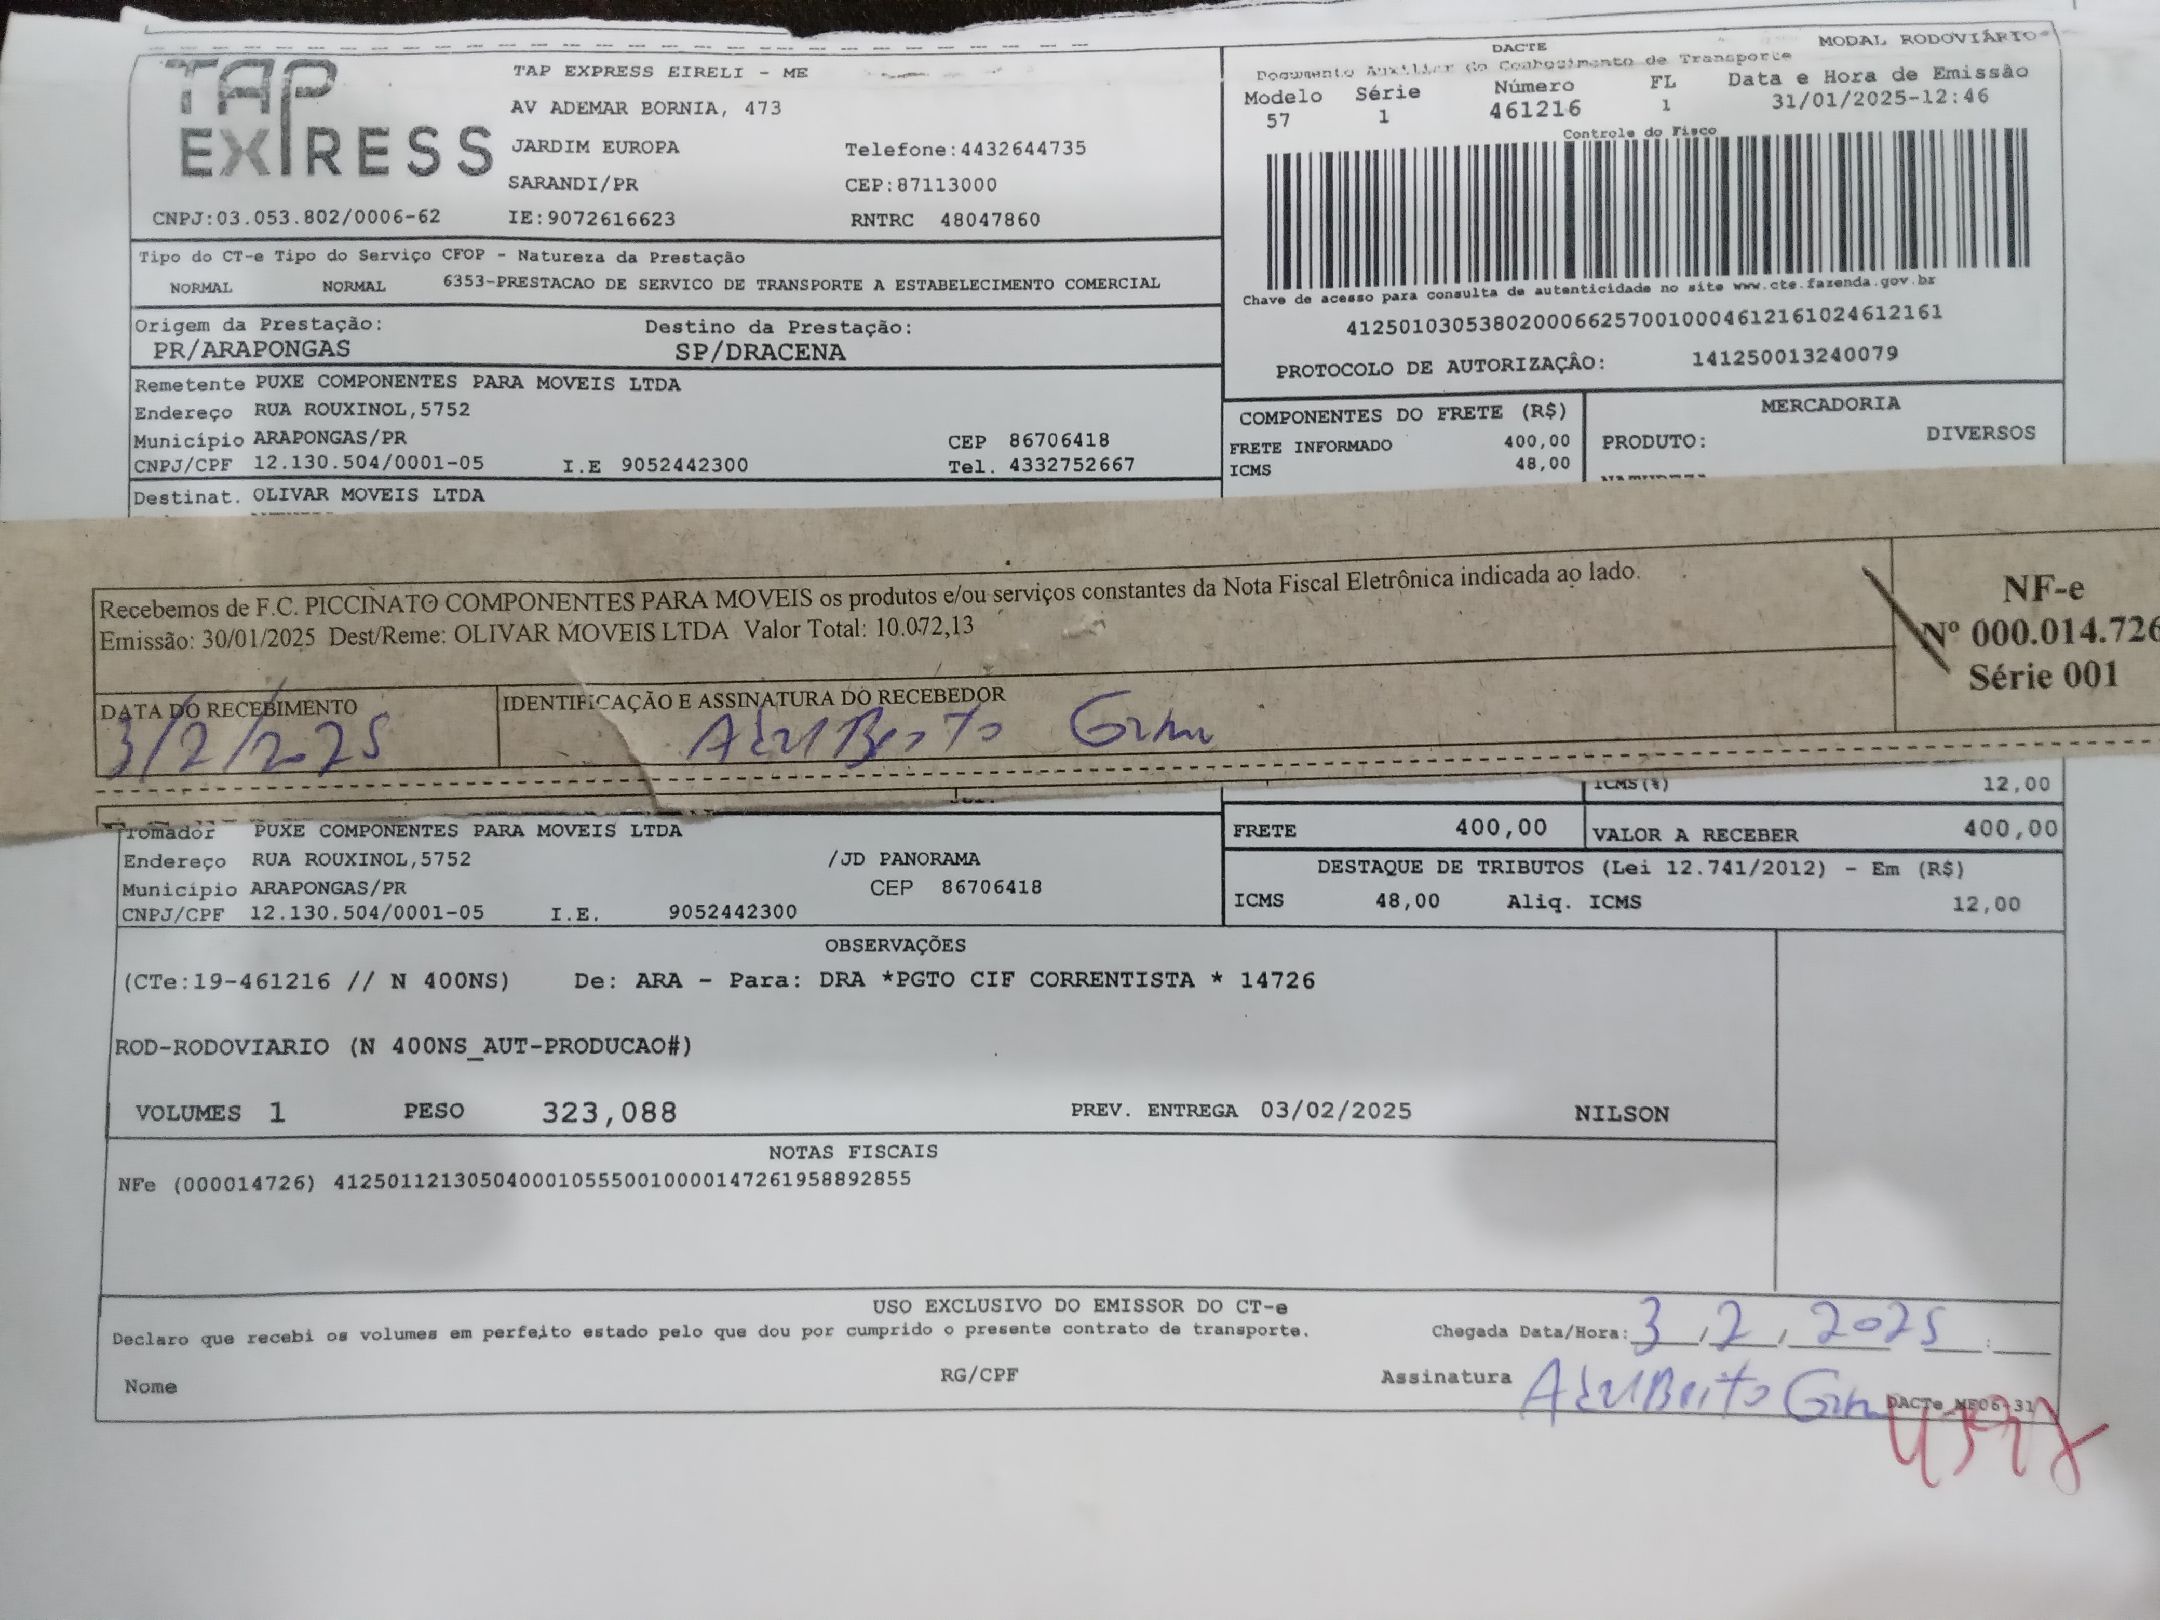 TAP
EXPRESS
TAP EXPRESS EIRELI - ME
AV ADEMAR BORNIA, 473
JARDIM EUROPA Telefone:4432644735
SARANDI/PR CEP:87113000
CNPJ:03.053.802/0006-62 IE:9072616623 RNTRC 48047860
DACTE MODAL RODOVIÁRIO
Documento Auxiliar do Conhecimento de Transporte
Modelo Série Número FL Data e Hora de Emissão
57 1 461216 1 31/01/2025-12:46
Controle do Fisco
Chave de acesso para consulta de autenticidade no site www.cte.fazenda.gov.br
41250103053802000662570010004612161024612161
PROTOCOLO DE AUTORIZAÇÃO: 141250013240079
Tipo do CT-e Tipo do Serviço CFOP - Natureza da Prestação
NORMAL NORMAL 6353-PRESTACAO DE SERVICO DE TRANSPORTE A ESTABELECIMENTO COMERCIAL
Origem da Prestação: Destino da Prestação:
PR/ARAPONGAS SP/DRACENA
Remetente PUXE COMPONENTES PARA MOVEIS LTDA
Endereço RUA ROUXINOL,5752
Município ARAPONGAS/PR CEP 86706418
CNPJ/CPF 12.130.504/0001-05 I.E 9052442300 Tel. 4332752667
Destinat. OLIVAR MOVEIS LTDA
COMPONENTES DO FRETE (R$) MERCADORIA
FRETE INFORMADO 400,00 PRODUTO: DIVERSOS
ICMS 48,00
Recebemos de F.C. PICCINATO COMPONENTES PARA MOVEIS os produtos e/ou serviços constantes da Nota Fiscal Eletrônica indicada ao lado.
Emissão: 30/01/2025 Dest/Reme: OLIVAR MOVEIS LTDA Valor Total: 10.072,13
NF-e
Nº 000.014.726
Série 001
DATA DO RECEBIMENTO IDENTIFICAÇÃO E ASSINATURA DO RECEBEDOR
3/2/2025
ICMS(%) 12,00
Tomador PUXE COMPONENTES PARA MOVEIS LTDA
Endereço RUA ROUXINOL,5752 /JD PANORAMA
Município ARAPONGAS/PR CEP 86706418
CNPJ/CPF 12.130.504/0001-05 I.E. 9052442300
FRETE 400,00 VALOR A RECEBER 400,00
DESTAQUE DE TRIBUTOS (Lei 12.741/2012) - Em (R$)
ICMS 48,00 Aliq. ICMS 12,00
OBSERVAÇÕES
(CTe:19-461216 // N 400NS) De: ARA - Para: DRA *PGTO CIF CORRENTISTA * 14726
ROD-RODOVIARIO (N 400NS_AUT-PRODUCAO#)
VOLUMES 1 PESO 323,088 PREV. ENTREGA 03/02/2025 NILSON
NOTAS FISCAIS
NFe (000014726) 41250112130504000105550010000147261958892855
USO EXCLUSIVO DO EMISSOR DO CT-e
Declaro que recebi os volumes em perfeito estado pelo que dou por cumprido o presente contrato de transporte. Chegada Data/Hora: 3/2/2025
Nome RG/CPF Assinatura